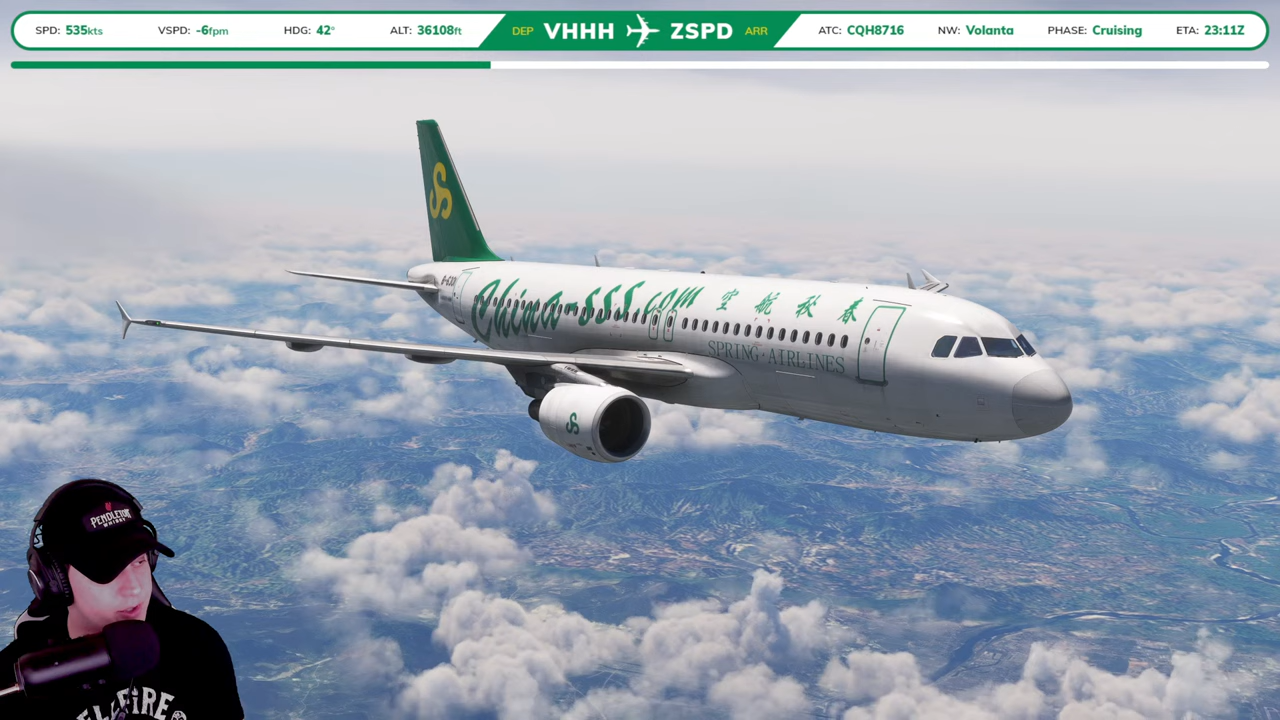 SPD: 535kts VSPD: -6fpm HDG: 42° ALT: 36108ft DEP VHHH ZSPD ARR ATC: CQH8716 NW: Volanta PHASE: Cruising ETA: 23:11Z
China-SSS.com 空航秋春
SPRING·AIRLINES
PENDLETON
WHISKY